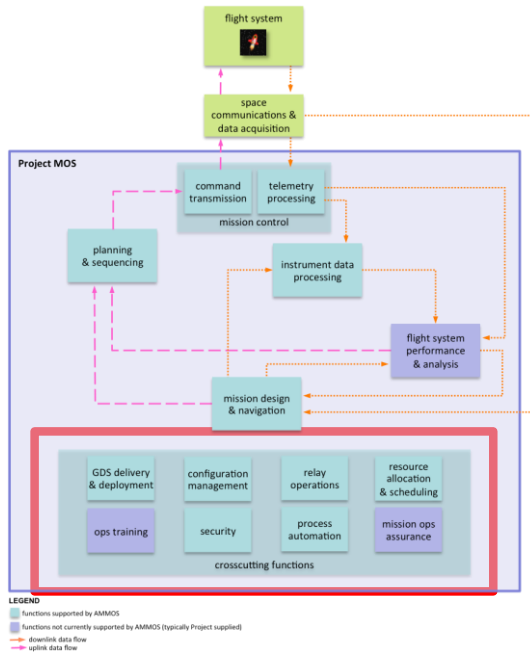 flight system
space
communications &
data acquisition
Project MOS
command
transmission
telemetry
processing
mission control
planning
& sequencing
instrument data
processing
flight system
performance
& analysis
mission design
& navigation
GDS delivery
& deployment
configuration
management
relay
operations
resource
allocation
& scheduling
ops training
security
process
automation
mission ops
assurance
crosscutting functions
LEGEND
functions supported by AMMOS
functions not currently supported by AMMOS (typically Project supplied)
downlink data flow
uplink data flow